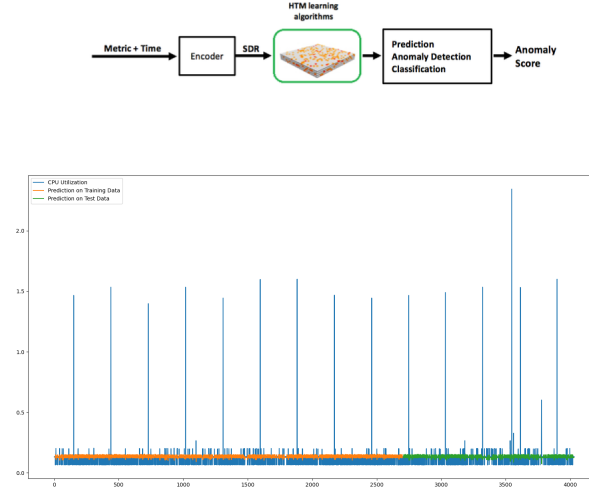 HTM learning
algorithms
Metric + Time
Encoder
SDR
Prediction
Anomaly Detection
Classification
Anomaly
Score
CPU Utilization
Prediction on Training Data
Prediction on Test Data
2.0
1.5
1.0
0.5
0.0
0 500 1000 1500 2000 2500 3000 3500 4000